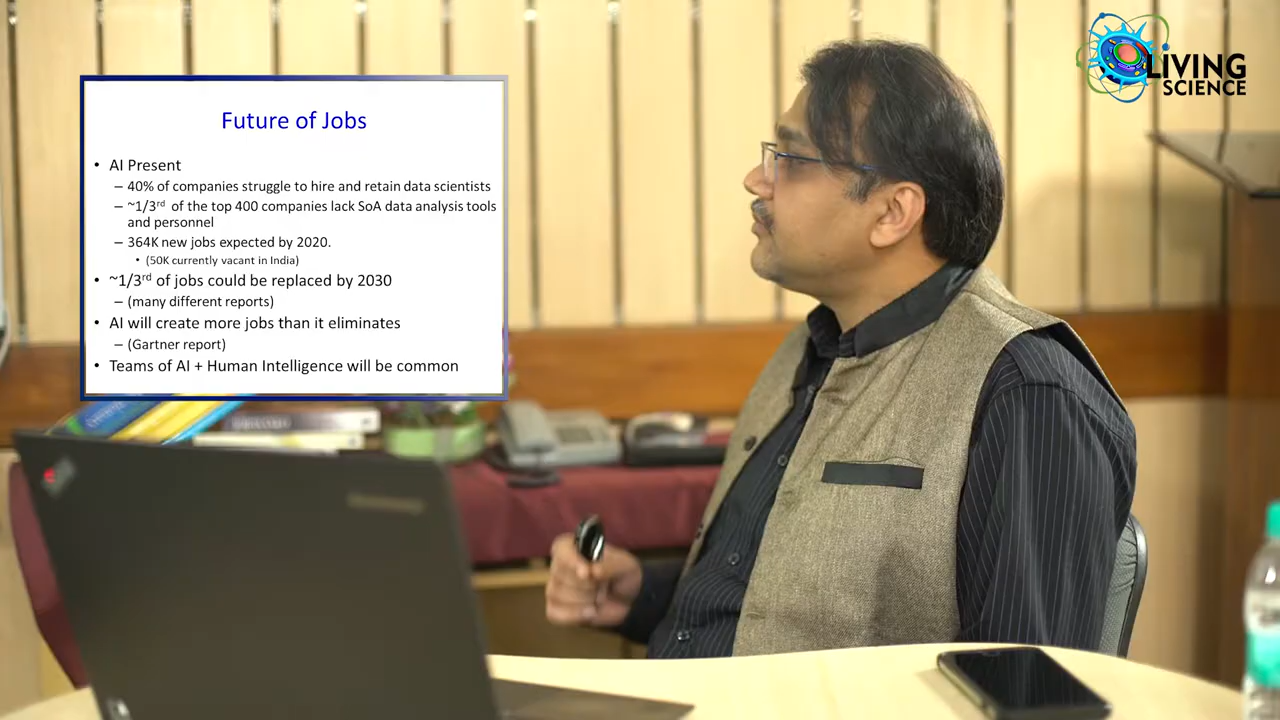 LIVING
SCIENCE
Future of Jobs
• AI Present
– 40% of companies struggle to hire and retain data scientists
– ~1/3rd of the top 400 companies lack SoA data analysis tools
and personnel
– 364K new jobs expected by 2020.
• (50K currently vacant in India)
• ~1/3rd of jobs could be replaced by 2030
– (many different reports)
• AI will create more jobs than it eliminates
– (Gartner report)
• Teams of AI + Human Intelligence will be common